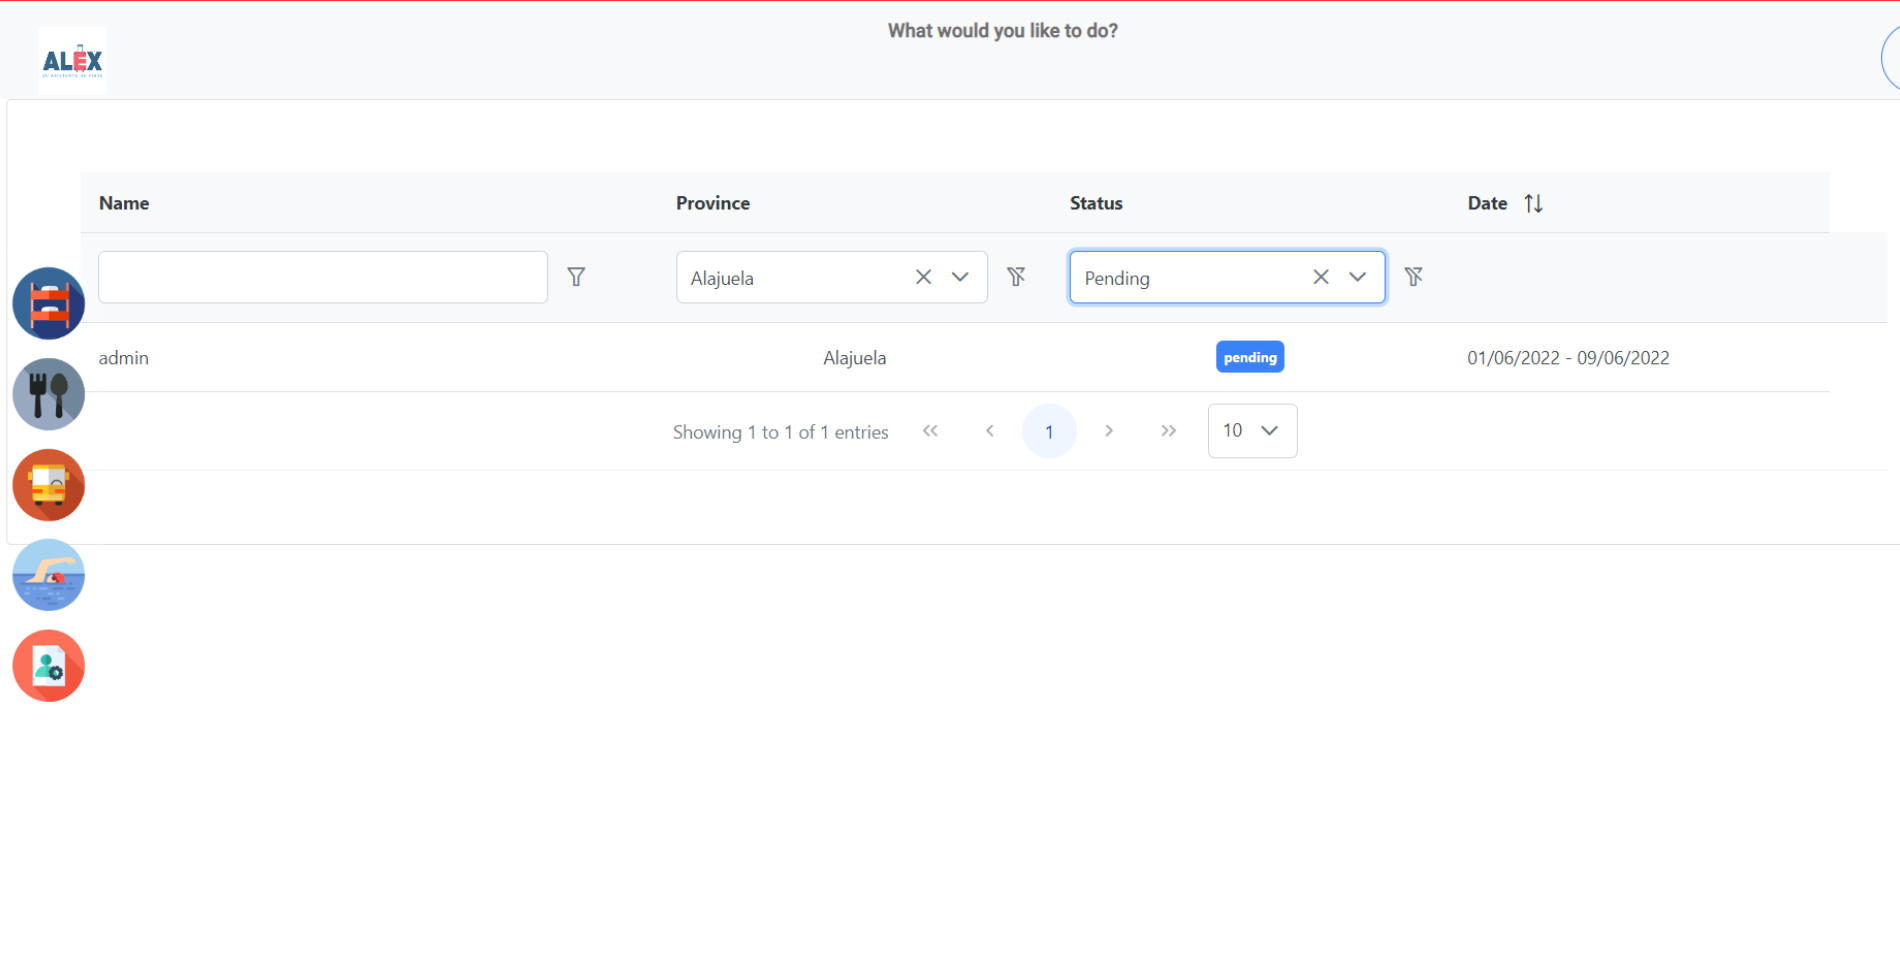 What would you like to do?
ALEX
Name Province Status Date
Alajuela Pending
admin Alajuela pending 01/06/2022 - 09/06/2022
Showing 1 to 1 of 1 entries 1 10